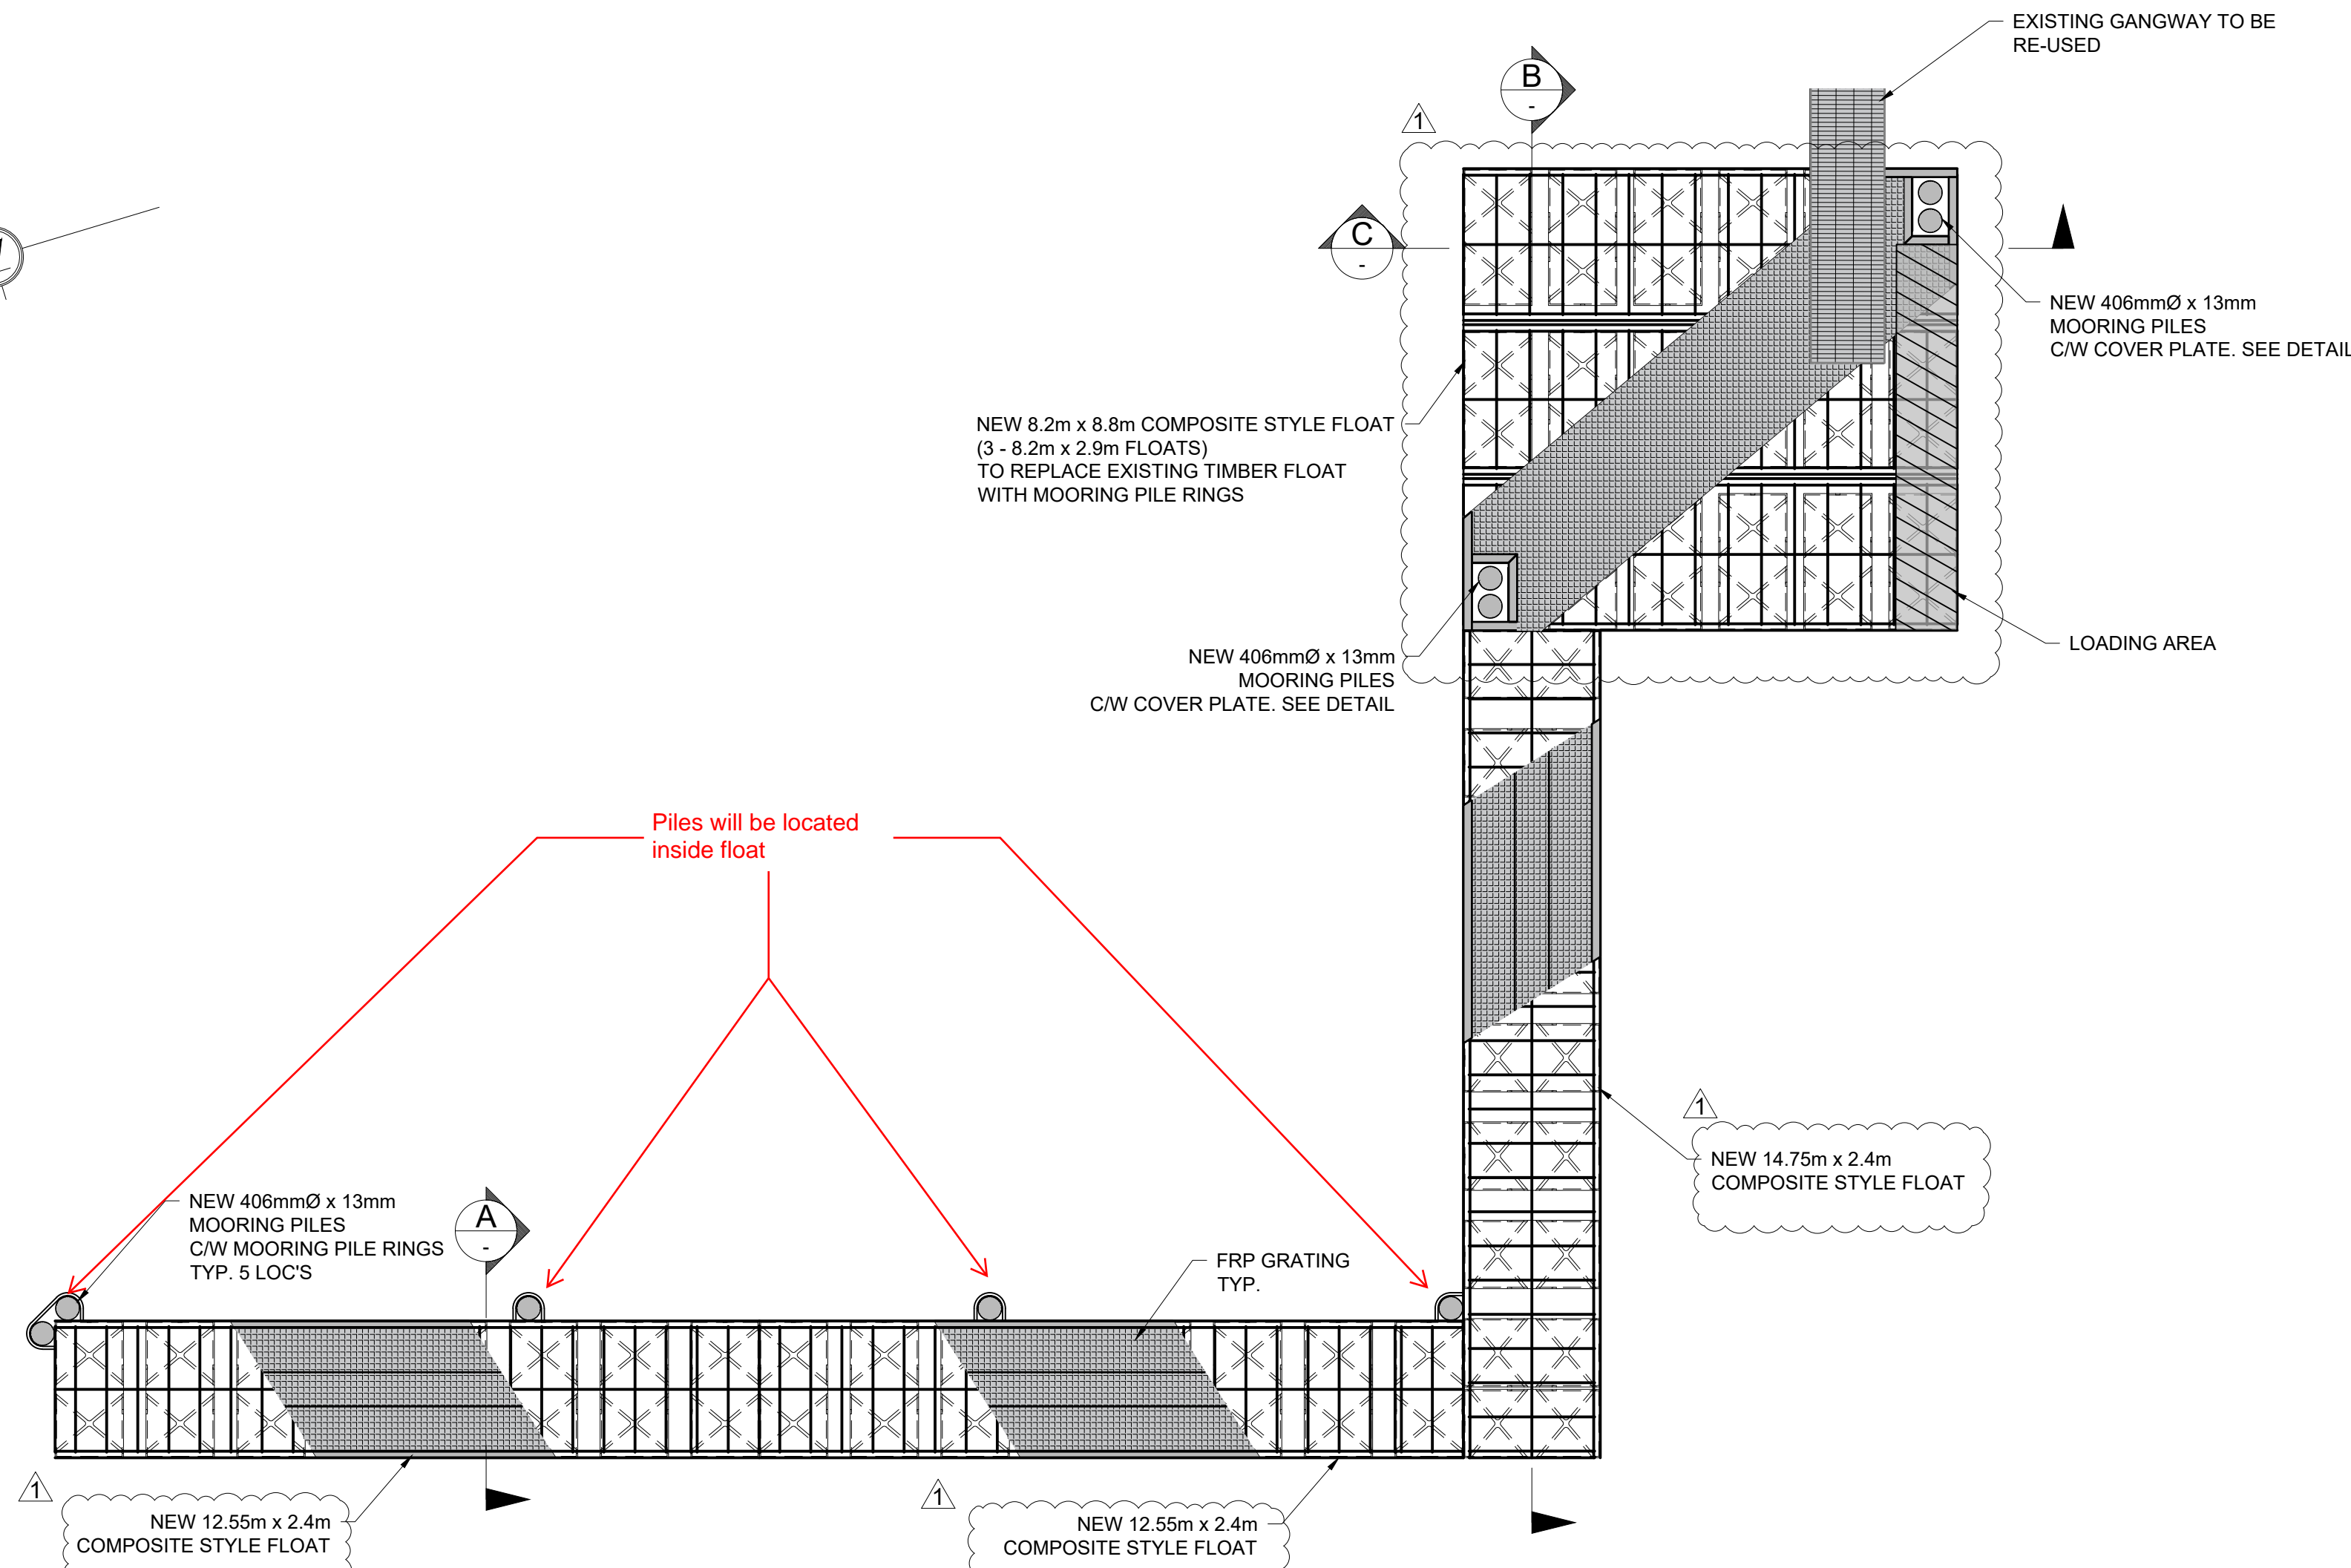 EXISTING GANGWAY TO BE
RE-USED
B
-
1
C
-
NEW 406mmØ x 13mm
MOORING PILES
C/W COVER PLATE. SEE DETAIL
NEW 8.2m x 8.8m COMPOSITE STYLE FLOAT
(3 - 8.2m x 2.9m FLOATS)
TO REPLACE EXISTING TIMBER FLOAT
WITH MOORING PILE RINGS
NEW 406mmØ x 13mm
MOORING PILES
C/W COVER PLATE. SEE DETAIL
LOADING AREA
Piles will be located
inside float
1
NEW 14.75m x 2.4m
COMPOSITE STYLE FLOAT
NEW 406mmØ x 13mm
MOORING PILES
C/W MOORING PILE RINGS
TYP. 5 LOC'S
A
-
FRP GRATING
TYP.
1
NEW 12.55m x 2.4m
COMPOSITE STYLE FLOAT
1
NEW 12.55m x 2.4m
COMPOSITE STYLE FLOAT